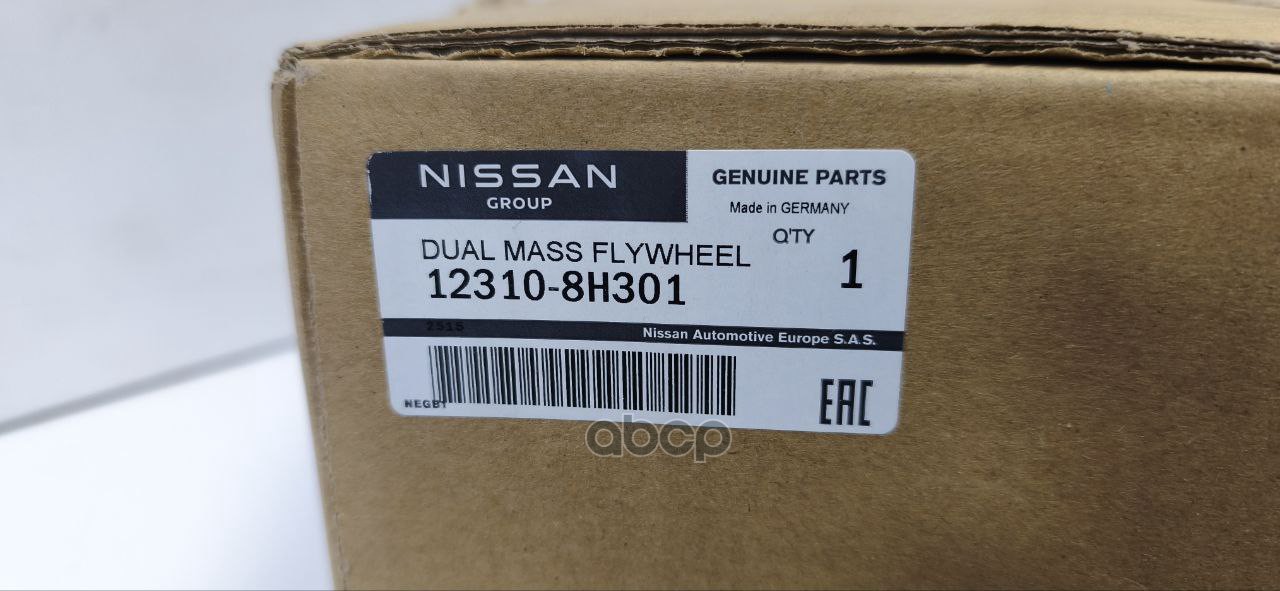 NISSAN
GROUP
GENUINE PARTS
Made in GERMANY
Q'TY
1
DUAL MASS FLYWHEEL
12310-8H301
2515
Nissan Automotive Europe S.A.S.
EAC
abcp